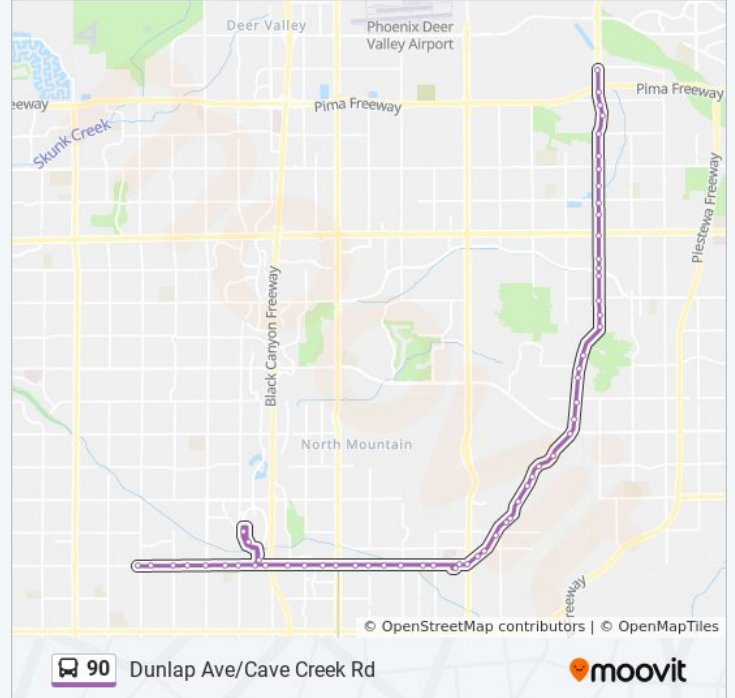 Deer Valley
Phoenix Deer
Valley Airport
eeway
Pima Freeway
Pima Freeway
Skunk Creek
Piestewa Freeway
Black Canyon Freeway
North Mountain
reeway
© OpenStreetMap contributors | © OpenMapTiles
90 Dunlap Ave/Cave Creek Rd
moovit